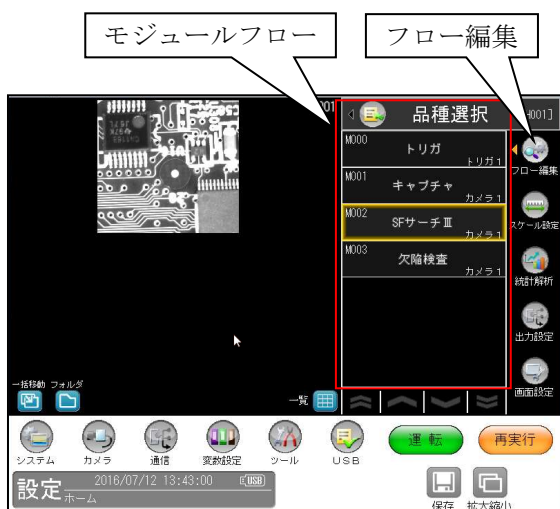 モジュールフロー
フロー編集
品種選択
M000
トリガ
トリガ1
M001
キャプチャ
カメラ1
M002
SFサーチⅢ
カメラ1
M003
欠陥検査
カメラ1
フロー編集
スケール設定
統計解析
出力設定
画面設定
一括移動 フォルダ
一覧
システム
カメラ
通信
変数設定
ツール
USB
運転
再実行
設定
2016/07/12 13:43:00
USB
ホーム
保存
拡大縮小